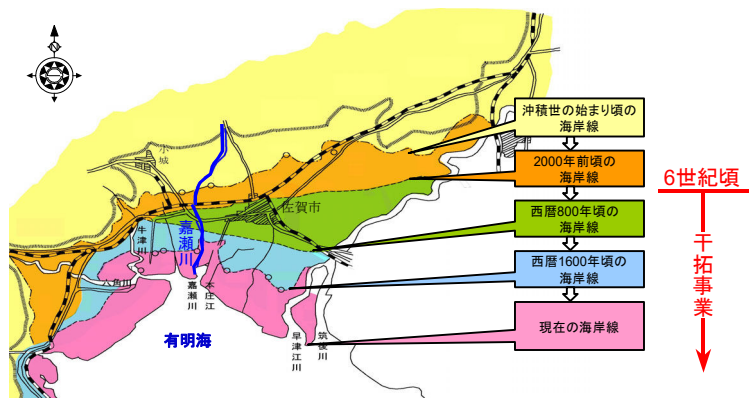 沖積世の始まり頃の
海岸線
2000年前頃の
海岸線
西暦800年頃の
海岸線
西暦1600年頃の
海岸線
現在の海岸線
6世紀頃
干拓事業
小城
佐賀市
牛津川
嘉瀬川
六角川
嘉瀬川
本庄江
有明海
早津江川
筑後川